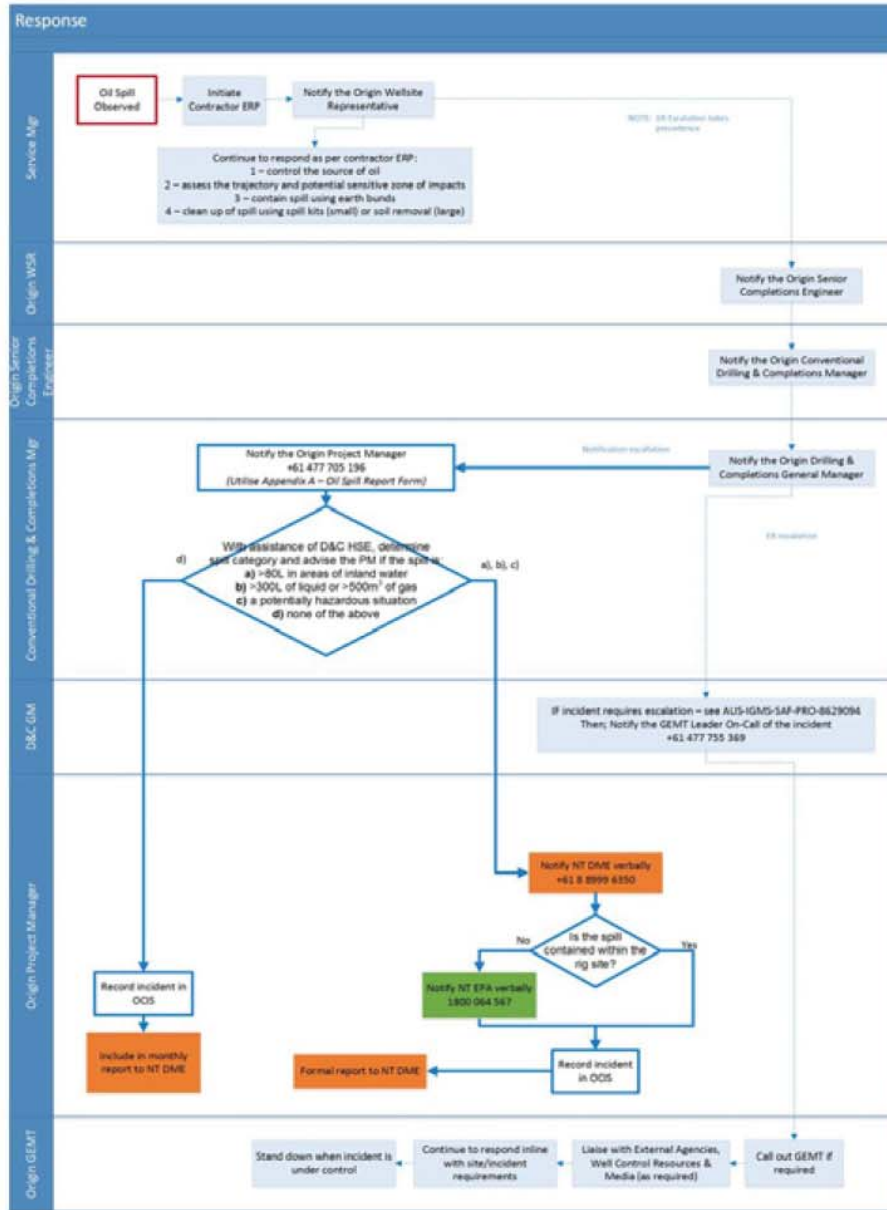 Response
Service Mgr
Oil Spill
Observed
Initiate
Contractor ERP
Notify the Origin Wellsite
Representative
NOTE: ER Escalation takes
precedence
Continue to respond as per contractor ERP:
1 – control the source of oil
2 – assess the trajectory and potential sensitive zone of impacts
3 – contain spill using earth bunds
4 – clean up of spill using spill kits (small) or soil removal (large)
Origin WSR
Notify the Origin Senior
Completions Engineer
Origin Senior
Completions
Engineer
Notify the Origin Conventional
Drilling & Completions Manager
Conventional Drilling & Completions Mgr
Notify the Origin Project Manager
+61 477 705 196
(Utilise Appendix A – Oil Spill Report Form)
Notification escalation
Notify the Origin Drilling &
Completions General Manager
ER escalation
d)
With assistance of D&C HSE, determine
spill category and advise the PM if the spill is:
a) >80L in areas of inland water
b) >300L of liquid or >500m³ of gas
c) a potentially hazardous situation
d) none of the above
a), b), c)
D&C GM
IF incident requires escalation – see AUS-IGMS-SAF-PRO-8629094
Then; Notify the GEMT Leader On-Call of the incident
+61 477 755 369
Origin Project Manager
Notify NT DME verbally
+61 8 8999 6350
No
Is the spill
contained within the
rig site?
Yes
Record incident in
OCIS
Notify NT EPA verbally
1800 064 567
Include in monthly
report to NT DME
Formal report to NT DME
Record incident
in OCIS
Origin GEMT
Stand down when incident is
under control
Continue to respond inline
with site/incident
requirements
Liaise with External Agencies,
Well Control Resources &
Media (as required)
Call out GEMT if
required